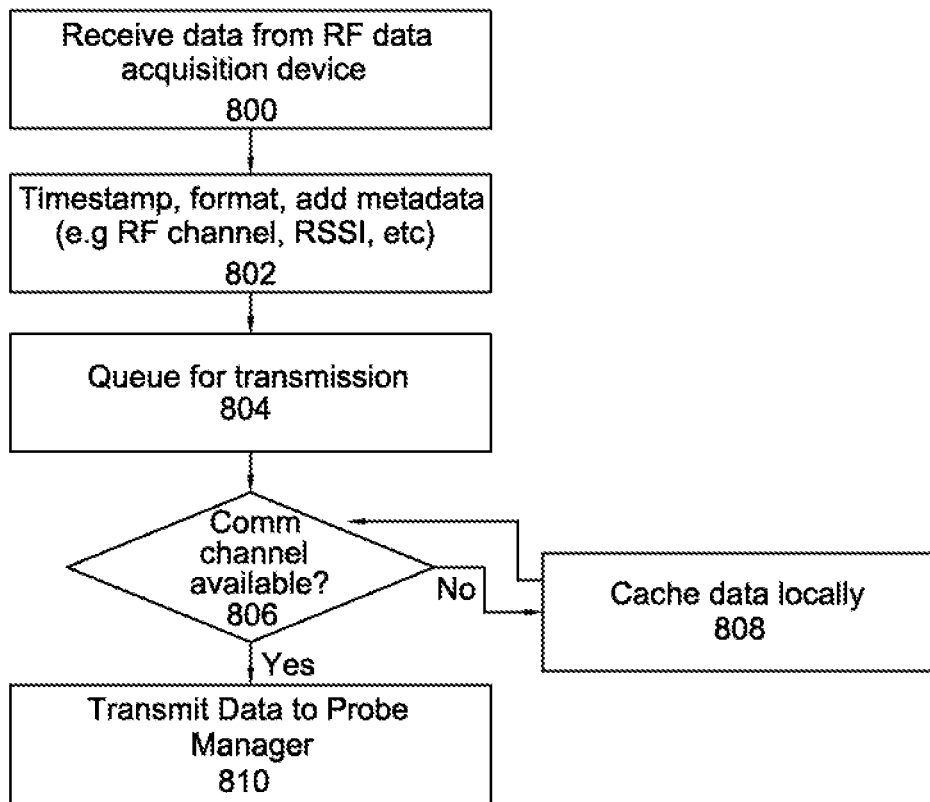 Receive data from RF data
acquisition device
800
Timestamp, format, add metadata
(e.g RF channel, RSSI, etc)
802
Queue for transmission
804
Comm
channel
available?
806
No
Cache data locally
808
Yes
Transmit Data to Probe
Manager
810